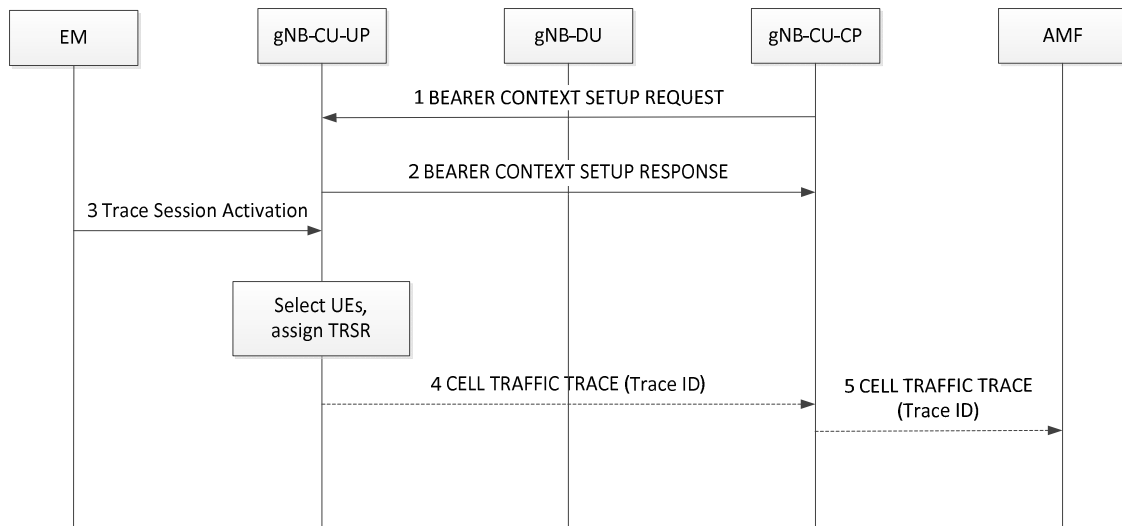 EM
gNB-CU-UP
gNB-DU
gNB-CU-CP
AMF
1 BEARER CONTEXT SETUP REQUEST
2 BEARER CONTEXT SETUP RESPONSE
3 Trace Session Activation
Select UEs,
assign TRSR
4 CELL TRAFFIC TRACE (Trace ID)
5 CELL TRAFFIC TRACE
(Trace ID)